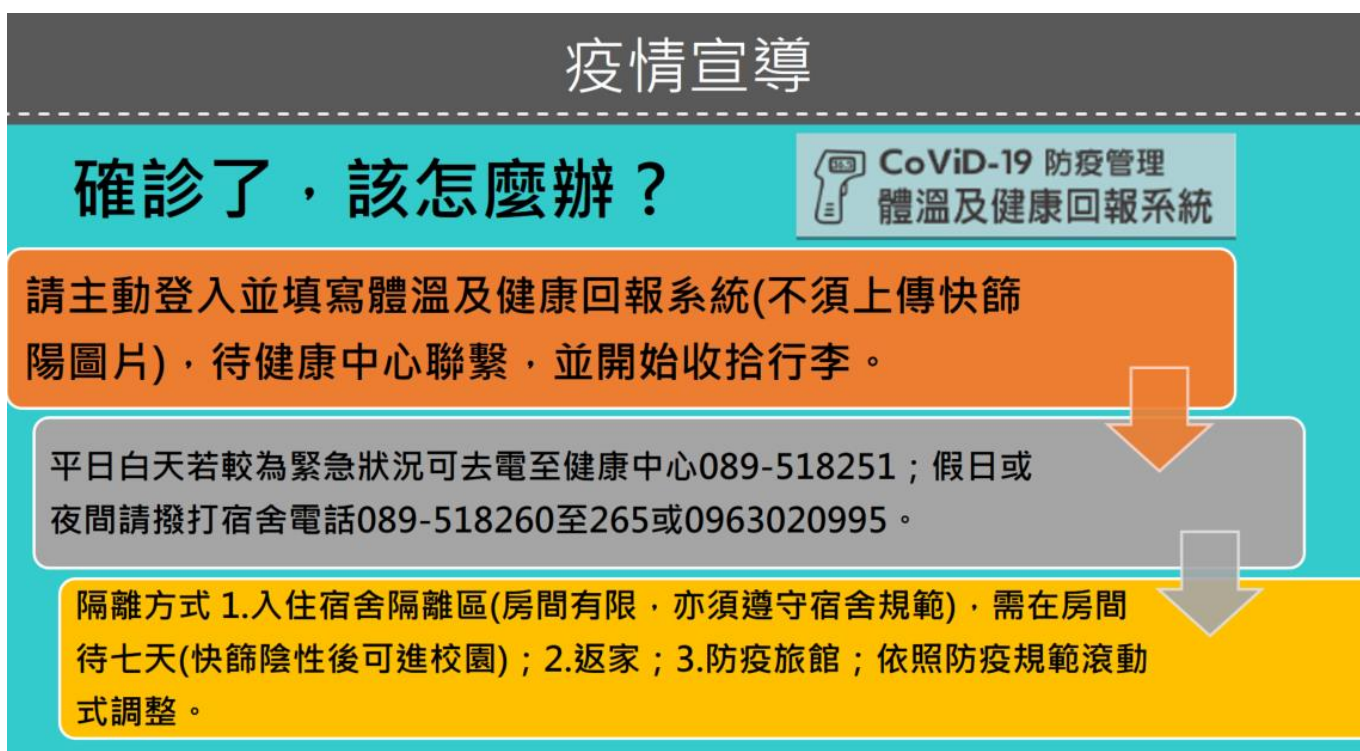 疫情宣導
確診了，該怎麼辦？
CoViD-19 防疫管理
體溫及健康回報系統
請主動登入並填寫體溫及健康回報系統(不須上傳快篩
陽圖片)，待健康中心聯繫，並開始收拾行李。
平日白天若較為緊急狀況可去電至健康中心089-518251；假日或
夜間請撥打宿舍電話089-518260至265或0963020995。
隔離方式 1.入住宿舍隔離區(房間有限，亦須遵守宿舍規範)，需在房間
待七天(快篩陰性後可進校園)；2.返家；3.防疫旅館；依照防疫規範滾動
式調整。